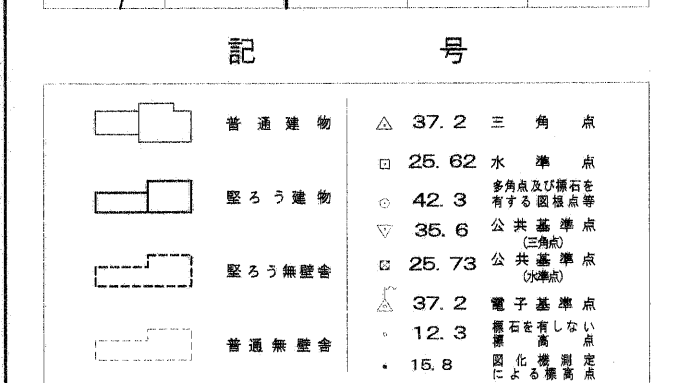 記 号
普通建物
堅ろう建物
堅ろう無壁舎
普通無壁舎
37.2 三角点
25.62 水準点
42.3 多角点及び標石を
有する図根点等
35.6 公共基準点
(三角点)
25.73 公共基準点
(水準点)
37.2 電子基準点
12.3 標石を有しない
標高点
15.8 図化機測定
による標高点